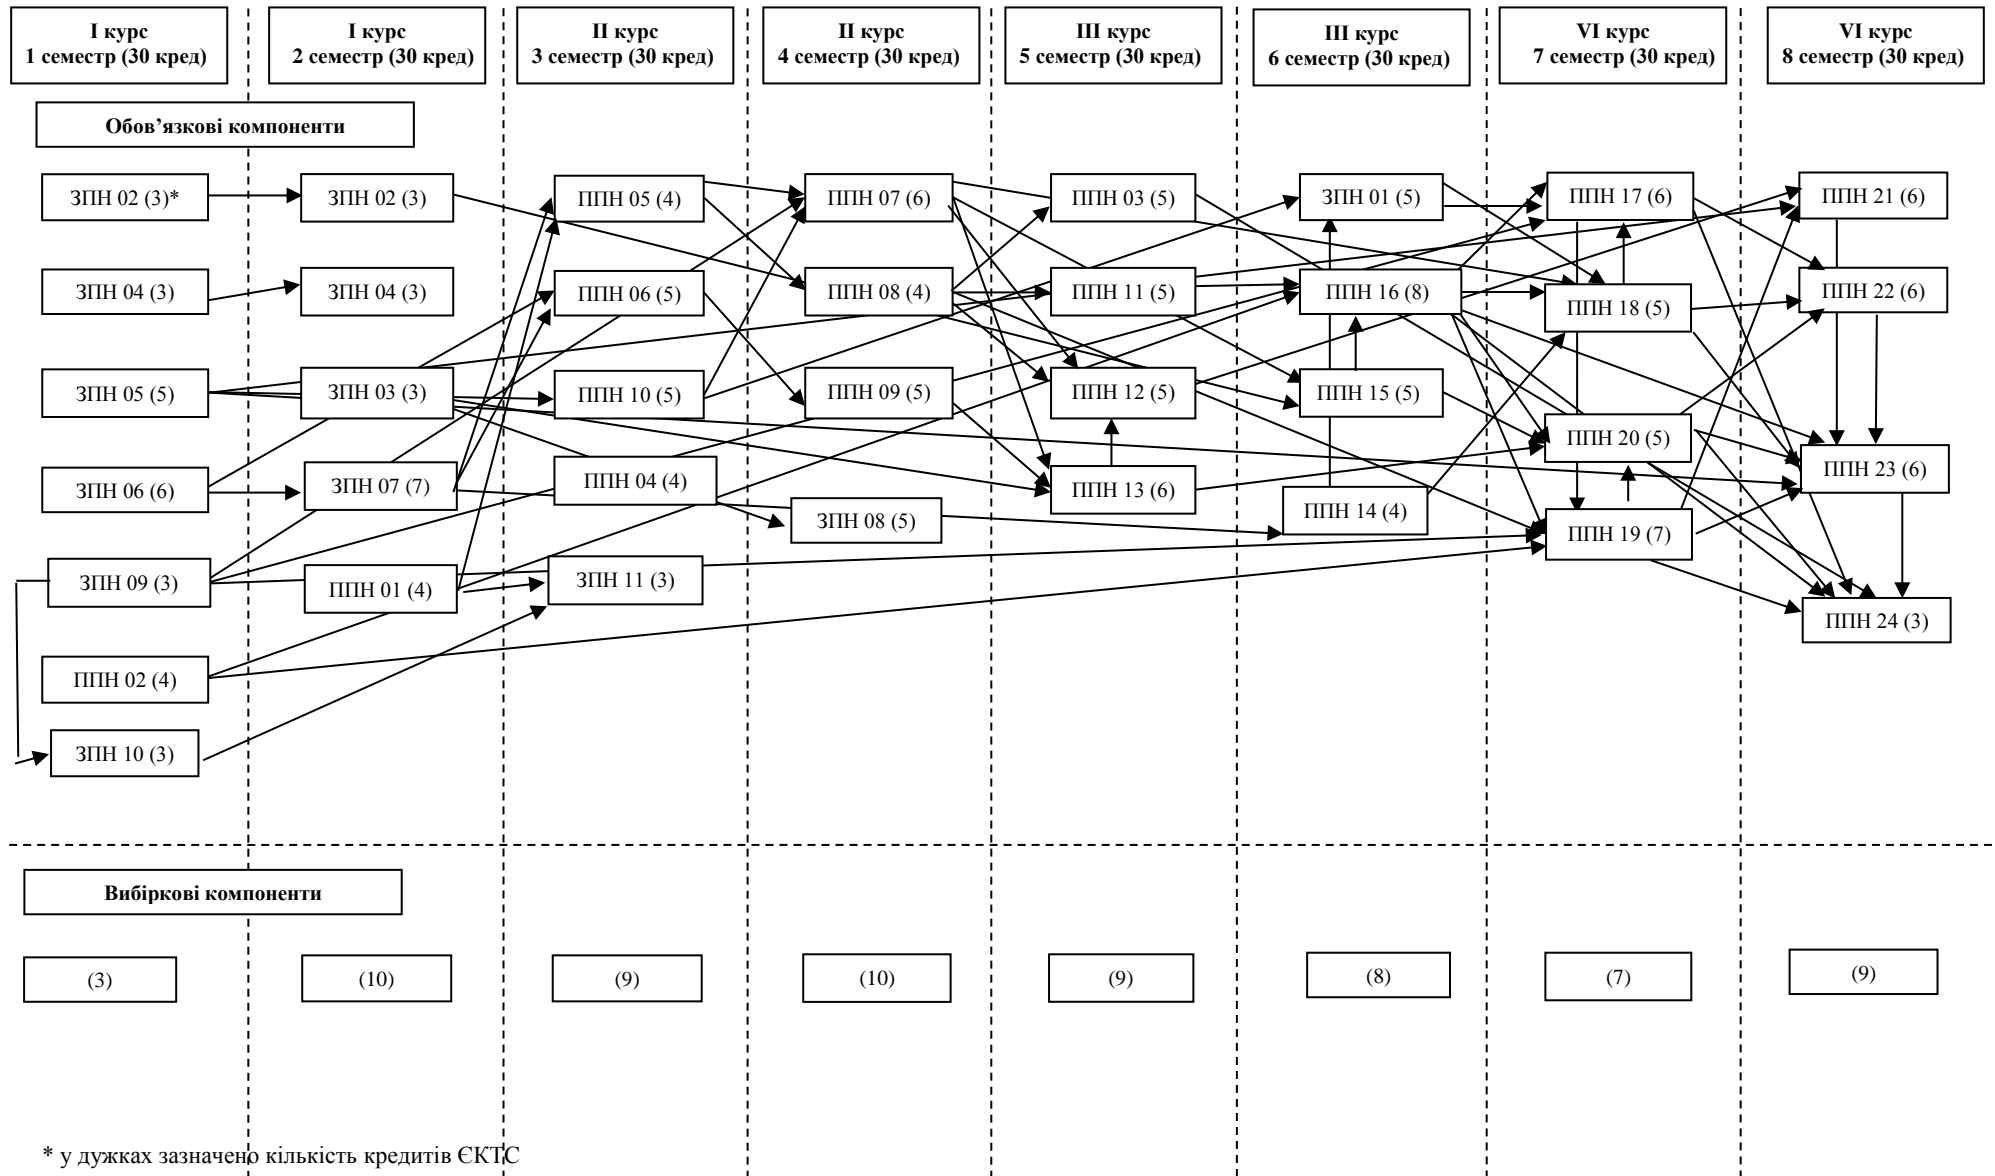 I курс
1 семестр (30 кред)
I курс
2 семестр (30 кред)
II курс
3 семестр (30 кред)
II курс
4 семестр (30 кред)
III курс
5 семестр (30 кред)
III курс
6 семестр (30 кред)
VI курс
7 семестр (30 кред)
VI курс
8 семестр (30 кред)
Обов’язкові компоненти
ЗПН 02 (3)*
ЗПН 02 (3)
ППН 05 (4)
ППН 07 (6)
ППН 03 (5)
ЗПН 01 (5)
ППН 17 (6)
ППН 21 (6)
ЗПН 04 (3)
ЗПН 04 (3)
ППН 06 (5)
ППН 08 (4)
ППН 11 (5)
ППН 16 (8)
ППН 18 (5)
ППН 22 (6)
ЗПН 05 (5)
ЗПН 03 (3)
ППН 10 (5)
ППН 09 (5)
ППН 12 (5)
ППН 15 (5)
ППН 20 (5)
ППН 23 (6)
ЗПН 06 (6)
ЗПН 07 (7)
ППН 04 (4)
ЗПН 08 (5)
ППН 13 (6)
ППН 14 (4)
ППН 19 (7)
ЗПН 09 (3)
ППН 01 (4)
ЗПН 11 (3)
ППН 24 (3)
ППН 02 (4)
ЗПН 10 (3)
Вибіркові компоненти
(3)
(10)
(9)
(10)
(9)
(8)
(7)
(9)
* у дужках зазначено кількість кредитів ЄКТС